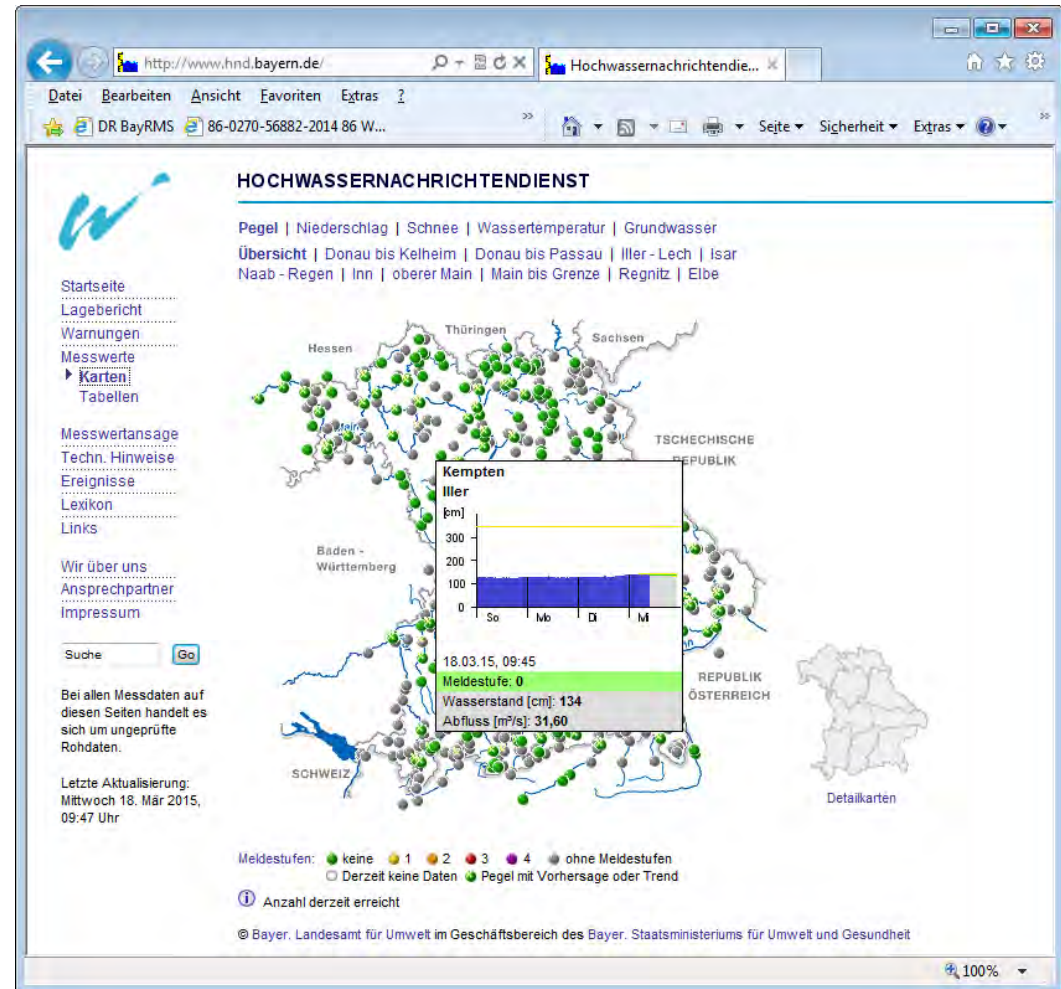 http://www.hnd.bayern.de/
Hochwassernachrichtendie...
Datei Bearbeiten Ansicht Favoriten Extras ?
DR BayRMS 86-0270-56882-2014 86 W... Seite Sicherheit Extras
HOCHWASSERNACHRICHTENDIENST
Pegel | Niederschlag | Schnee | Wassertemperatur | Grundwasser
Übersicht | Donau bis Kelheim | Donau bis Passau | Iller - Lech | Isar
Naab - Regen | Inn | oberer Main | Main bis Grenze | Regnitz | Elbe
Startseite
Lagebericht
Warnungen
Messwerte
Karten
Tabellen
Messwertansage
Techn. Hinweise
Ereignisse
Lexikon
Links
Wir über uns
Ansprechpartner
Impressum
Suche Go
Bei allen Messdaten auf
diesen Seiten handelt es
sich um ungeprüfte
Rohdaten.
Letzte Aktualisierung:
Mittwoch 18. Mär 2015,
09:47 Uhr
Thüringen
Sachsen
Hessen
TSCHECHISCHE
REPUBLIK
Baden -
Württemberg
Kempten
Iller
[cm]
300
200
100
0
So Mo Di Mi
18.03.15, 09:45
Meldestufe: 0
Wasserstand [cm]: 134
Abfluss [m³/s]: 31,60
REPUBLIK
ÖSTERREICH
SCHWEIZ
Detailkarten
Meldestufen: keine 1 2 3 4 ohne Meldestufen
Derzeit keine Daten Pegel mit Vorhersage oder Trend
Anzahl derzeit erreicht
© Bayer. Landesamt für Umwelt im Geschäftsbereich des Bayer. Staatsministeriums für Umwelt und Gesundheit
100%